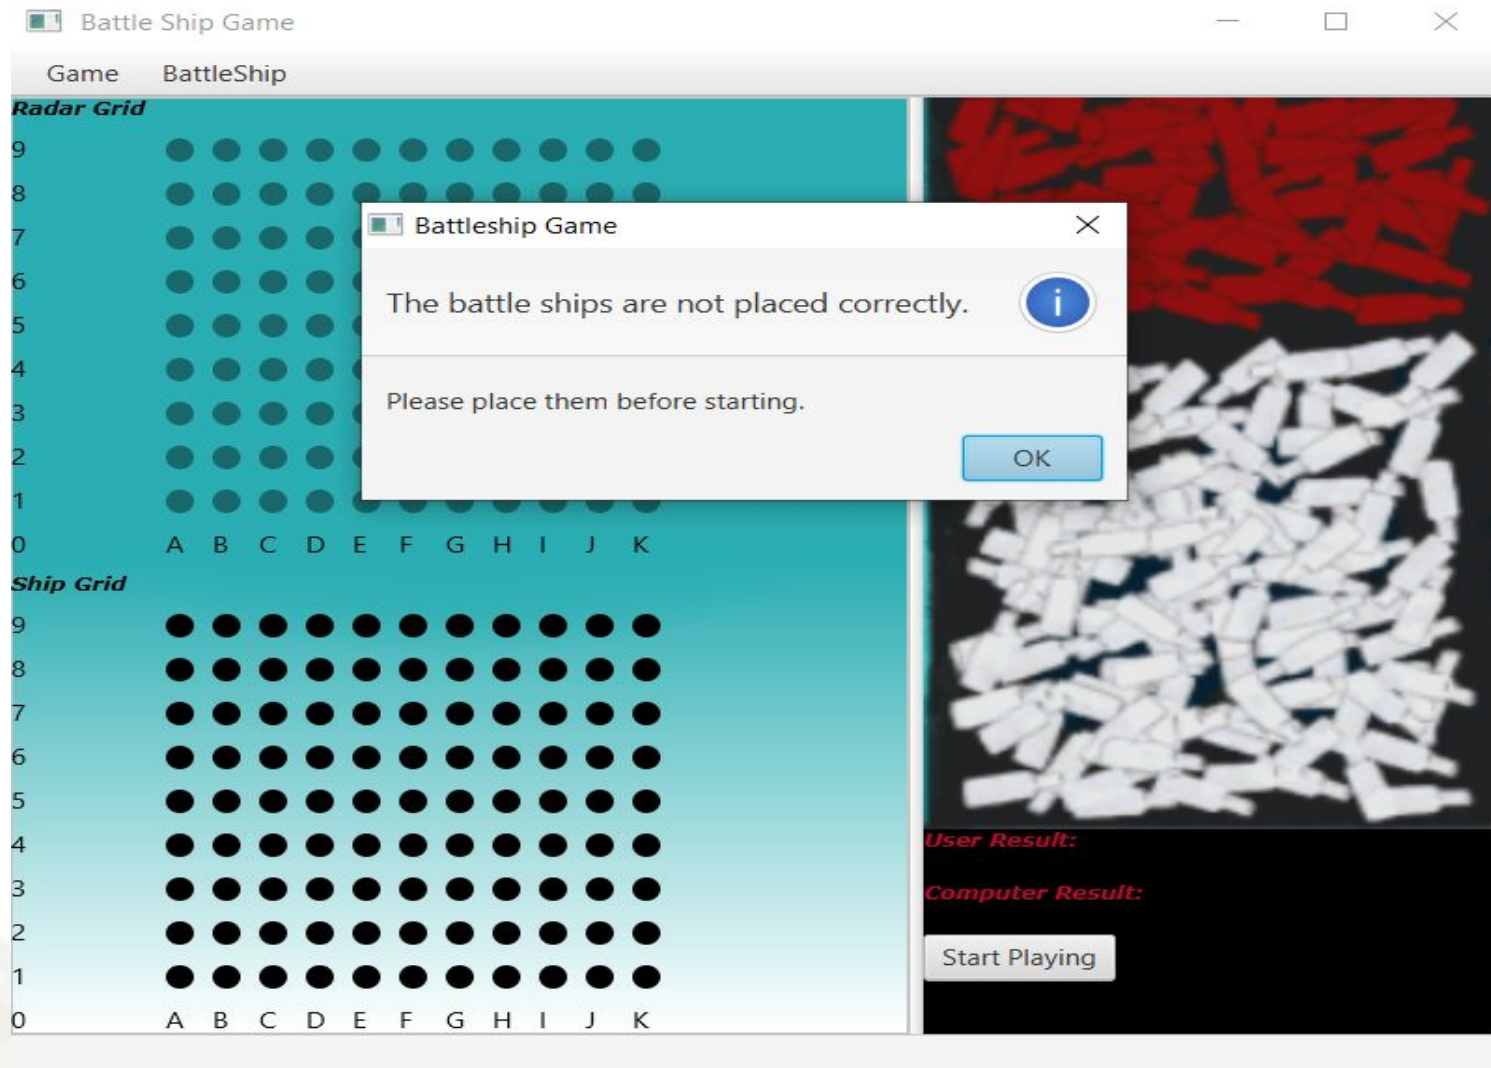 Battle Ship Game
Game BattleShip
Radar Grid
9
8
7
6
5
4
3
2
1
0 A B C D E F G H I J K
Battleship Game
The battle ships are not placed correctly.
i
Please place them before starting.
OK
Ship Grid
9
8
7
6
5
4
3
2
1
0 A B C D E F G H I J K
User Result:
Computer Result:
Start Playing